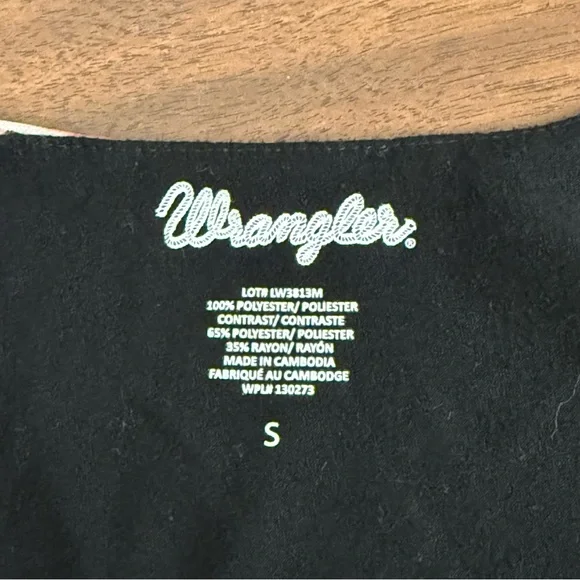 Wrangler®
LOT# LW3813M
100% POLYESTER/ POLIESTER
CONTRAST/ CONTRASTE
65% POLYESTER/ POLIESTER
35% RAYON/ RAYÓN
MADE IN CAMBODIA
FABRIQUÉ AU CAMBODGE
WPL# 130273
S